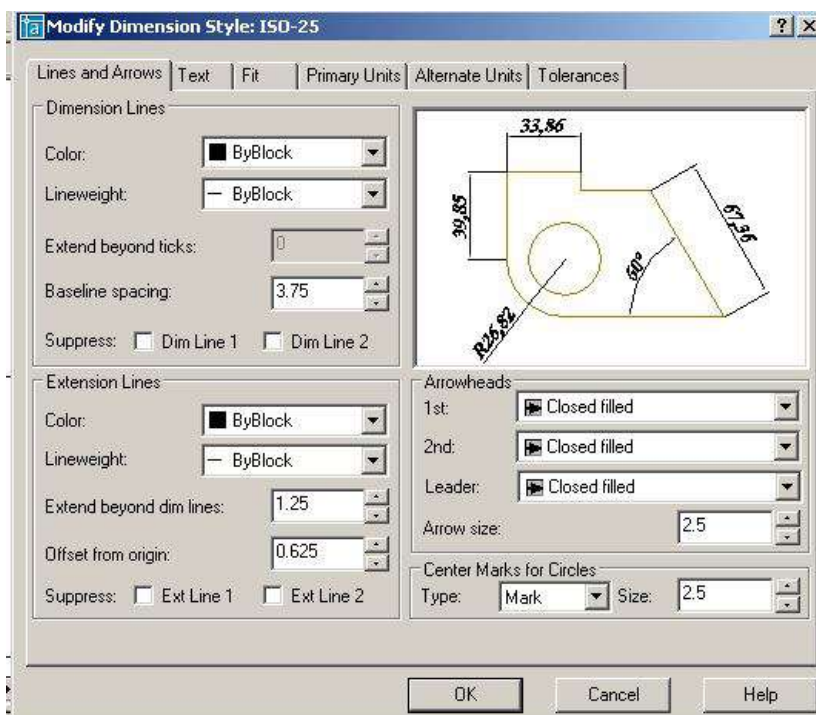 Modify Dimension Style: ISO-25
Lines and Arrows Text Fit Primary Units Alternate Units Tolerances
Dimension Lines
Color: ByBlock
Lineweight: ByBlock
Extend beyond ticks: 0
Baseline spacing: 3.75
Suppress: Dim Line 1 Dim Line 2
33,86
39,85
67,36
60°
R26,82
Extension Lines
Color: ByBlock
Lineweight: ByBlock
Extend beyond dim lines: 1.25
Offset from origin: 0.625
Suppress: Ext Line 1 Ext Line 2
Arrowheads
1st: Closed filled
2nd: Closed filled
Leader: Closed filled
Arrow size: 2.5
Center Marks for Circles
Type: Mark Size: 2.5
OK Cancel Help